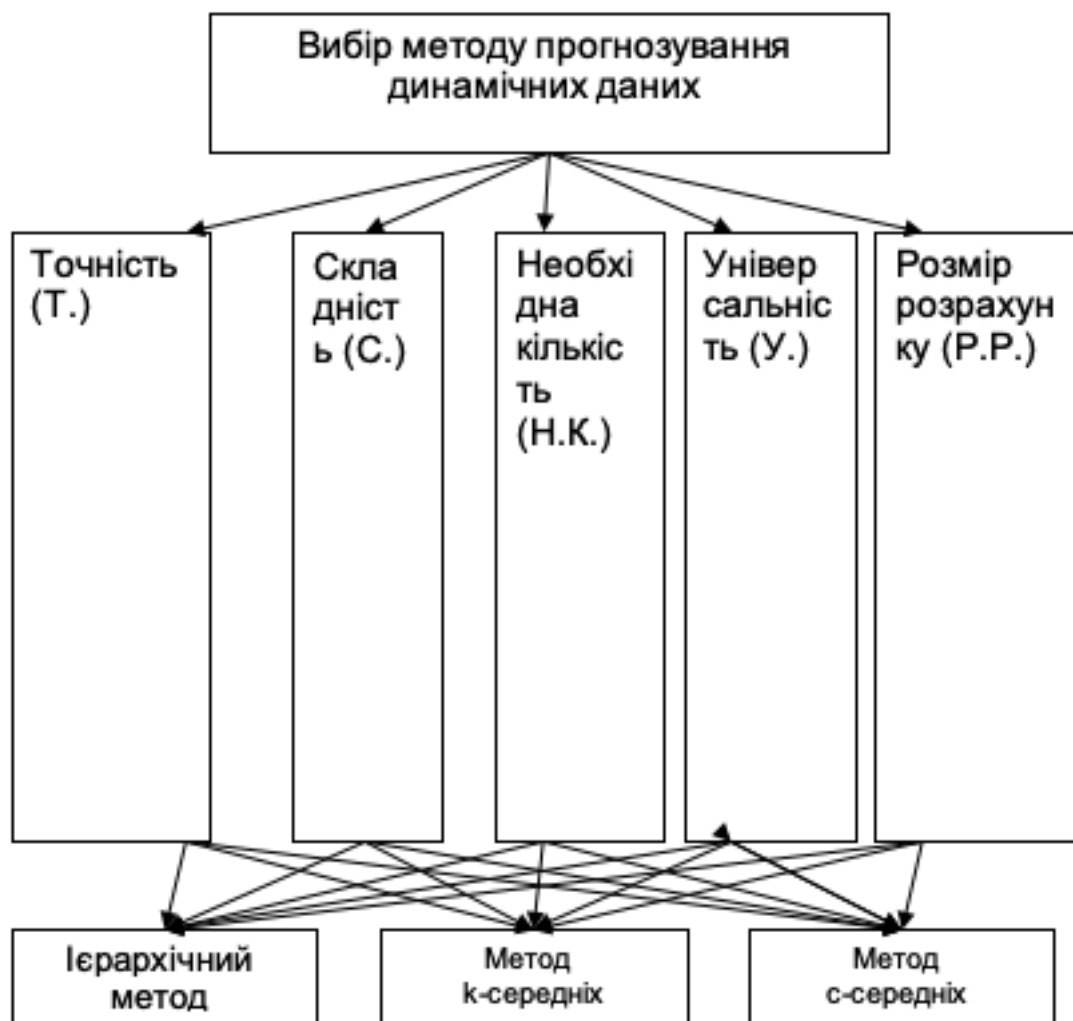 Вибір методу прогнозування
динамічних даних
Точність
(Т.)
Скла
дніст
ь (С.)
Необхі
дна
кількіс
ть
(Н.К.)
Універ
сальніс
ть (У.)
Розмір
розрахун
ку (Р.Р.)
Ієрархічний
метод
Метод
k-середніх
Метод
с-середніх